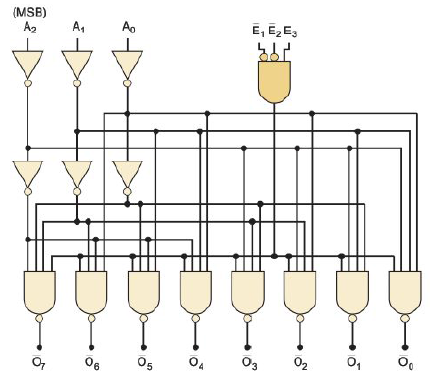 (MSB)
A₂ A₁ A₀ Ē₁ Ē₂ E₃
Ō₇ Ō₆ Ō₅ Ō₄ Ō₃ Ō₂ Ō₁ Ō₀